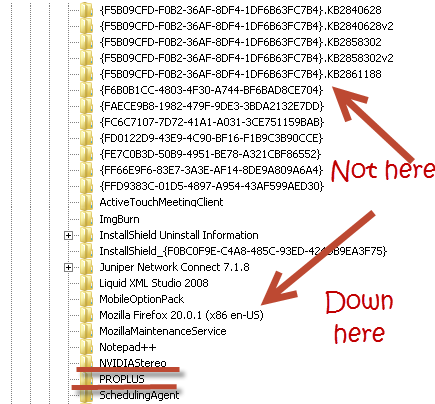 {F5B09CFD-F0B2-36AF-8DF4-1DF6B63FC7B4}.KB2840628
{F5B09CFD-F0B2-36AF-8DF4-1DF6B63FC7B4}.KB2840628v2
{F5B09CFD-F0B2-36AF-8DF4-1DF6B63FC7B4}.KB2858302
{F5B09CFD-F0B2-36AF-8DF4-1DF6B63FC7B4}.KB2858302v2
{F5B09CFD-F0B2-36AF-8DF4-1DF6B63FC7B4}.KB2861188
{F6B0B1CC-4803-4F30-A744-BF6BAD8CE704}
{FAECE9B8-1982-479F-9DE3-3BDA2132E7DD}
{FC6C7107-7D72-41A1-A031-3CE751159BAB}
{FD0122D9-43E9-4C90-BF16-F1B9C3B90CCE}
{FE7C0B3D-50B9-4951-BE78-A321CBF86552}
{FF66E9F6-83E7-3A3E-AF14-8DE9A809A6A4}
{FFD9383C-01D5-4897-A954-43AF599AED30}
Not here
ActiveTouchMeetingClient
ImgBurn
InstallShield Uninstall Information
InstallShield_{F0BC0F9E-C4A8-485C-93ED-424DB9EA3F75}
Juniper Network Connect 7.1.8
Liquid XML Studio 2008
MobileOptionPack
Mozilla Firefox 20.0.1 (x86 en-US)
MozillaMaintenanceService
Down
here
Notepad++
NVIDIAStereo
PROPLUS
SchedulingAgent